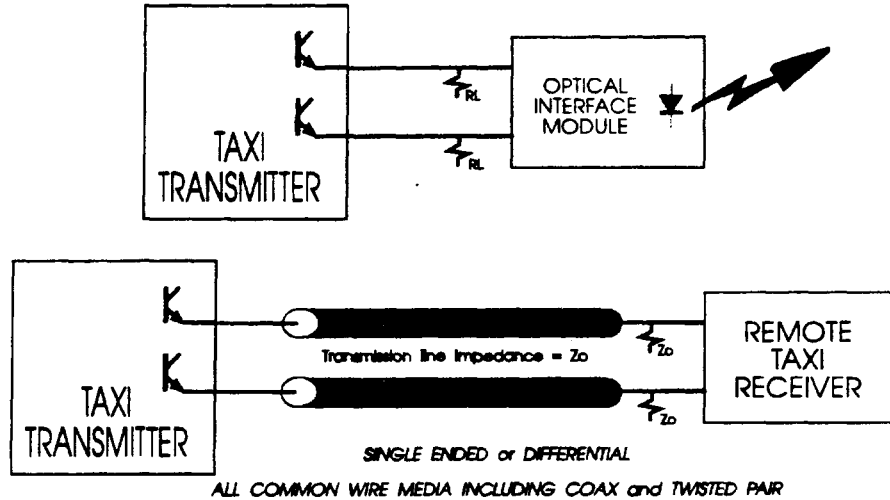 TAXI
TRANSMITTER
RL
RL
OPTICAL
INTERFACE
MODULE
TAXI
TRANSMITTER
Transmission line impedance = Zo
Zo
Zo
REMOTE
TAXI
RECEIVER
SINGLE ENDED or DIFFERENTIAL
ALL COMMON WIRE MEDIA INCLUDING COAX and TWISTED PAIR